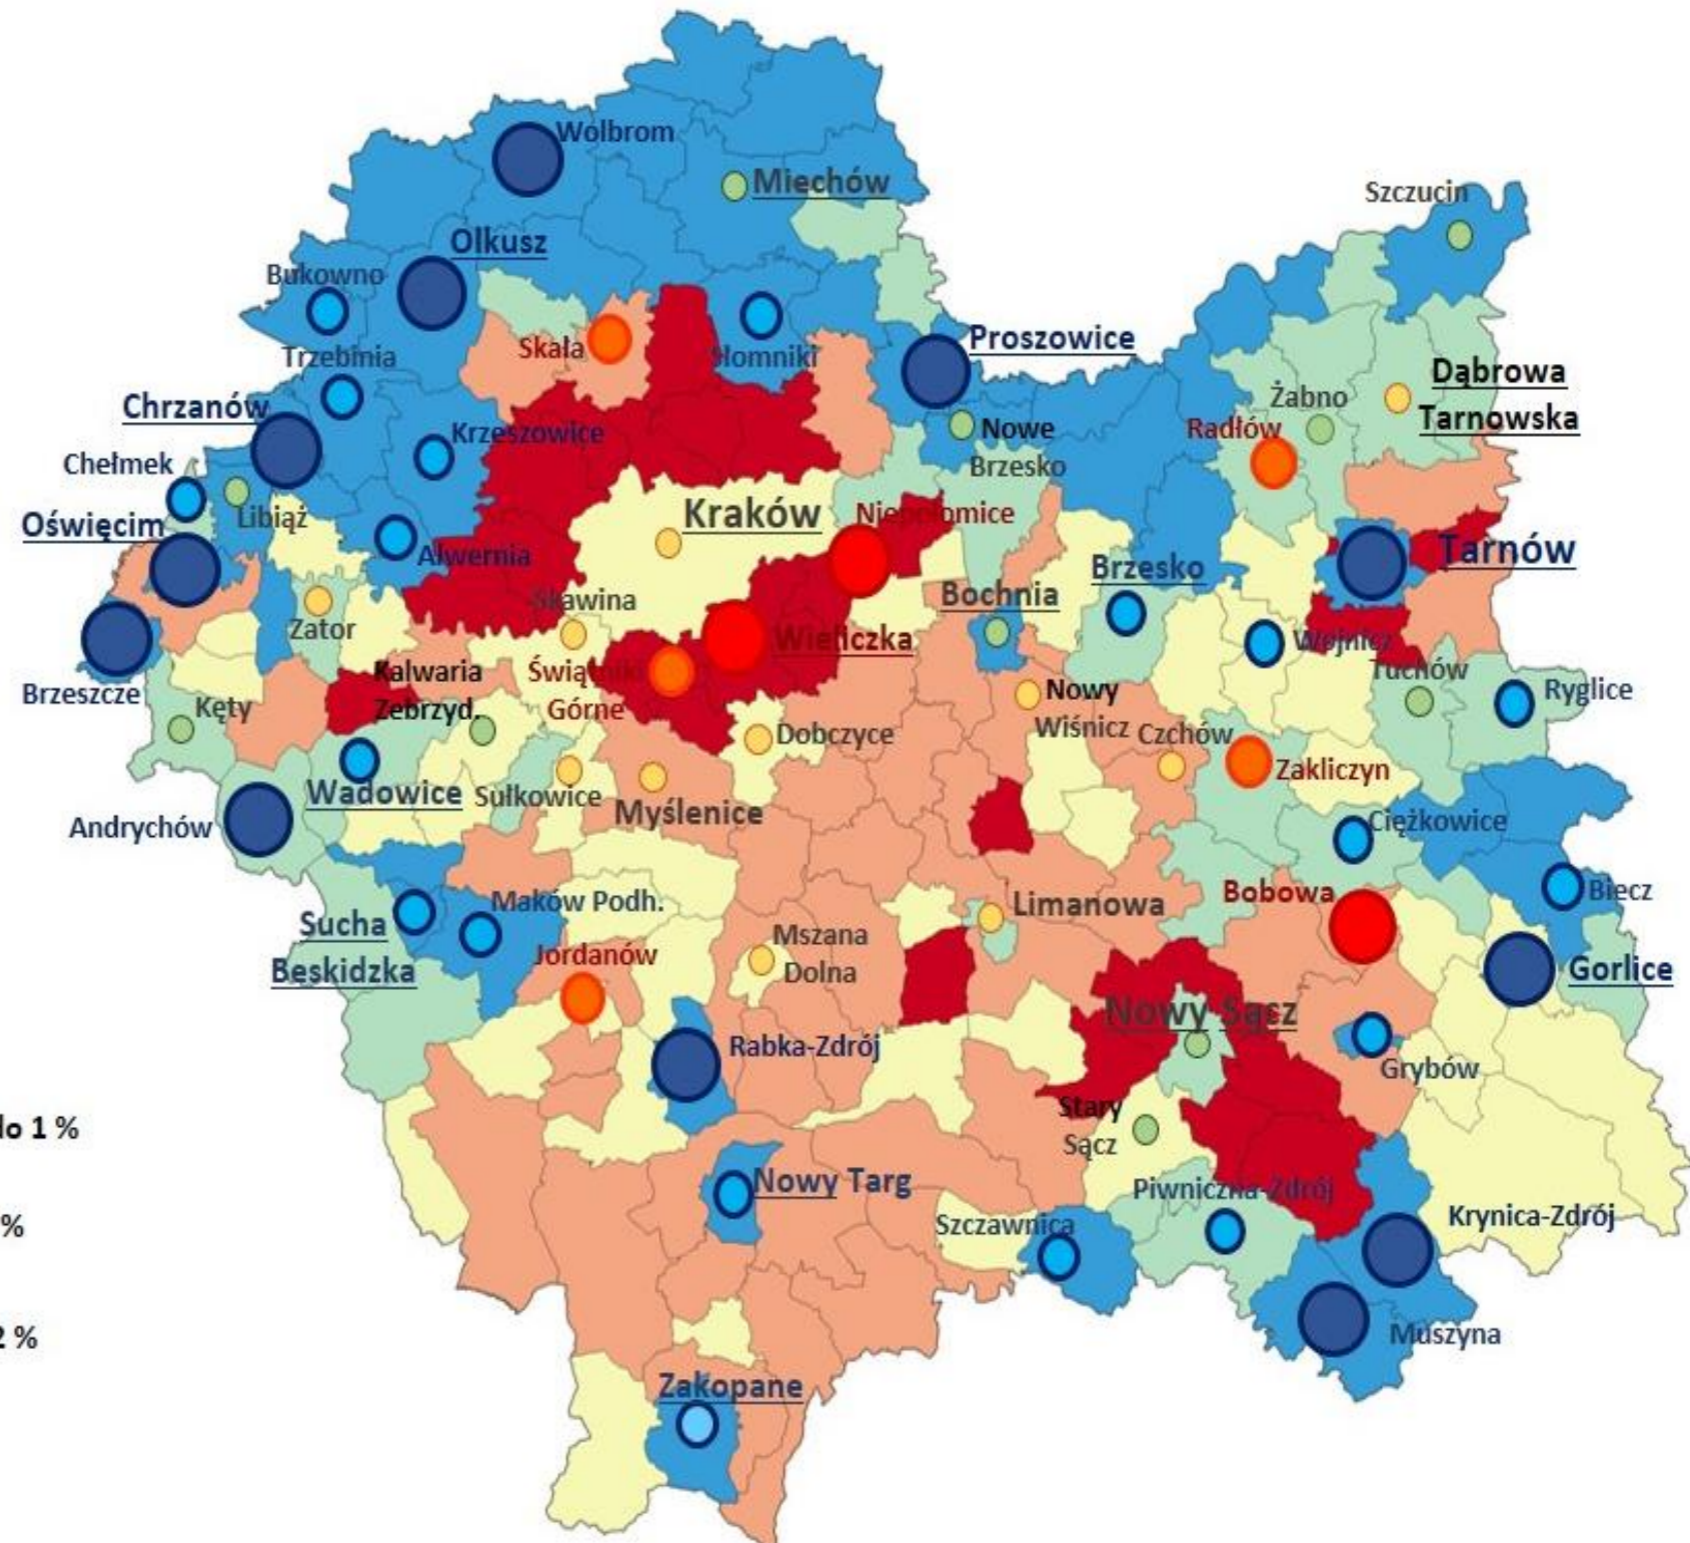 Wolbrom
Miechów
Szczucin
Olkusz
Bukowno
Proszowice
Skała
Słomniki
Trzebinia
Dąbrowa
Tarnowska
Żabno
Chrzanów
Radłów
Nowe
Brzesko
Krzeszowice
Chełmek
Kraków
Niepołomice
Libiąż
Oświęcim
Alwernia
Tarnów
Brzesko
Bochnia
Skawina
Zator
Wieliczka
Wojnicz
Kalwaria
Zebrzyd.
Świątniki
Górne
Tuchów
Brzeszcze
Ryglice
Nowy
Wiśnicz
Kęty
Dobczyce
Czchów
Zakliczyn
Wadowice
Sułkowice
Myślenice
Andrychów
Ciężkowice
Bobowa
Biecz
Maków Podh.
Limanowa
Sucha
Beskidzka
Mszana
Dolna
Jordanów
Gorlice
Nowy Sącz
Rabka-Zdrój
Grybów
Stary
Sącz
do 1 %
Nowy Targ
Piwniczna-Zdrój
Krynica-Zdrój
Szczawnica
%
2 %
Muszyna
Zakopane